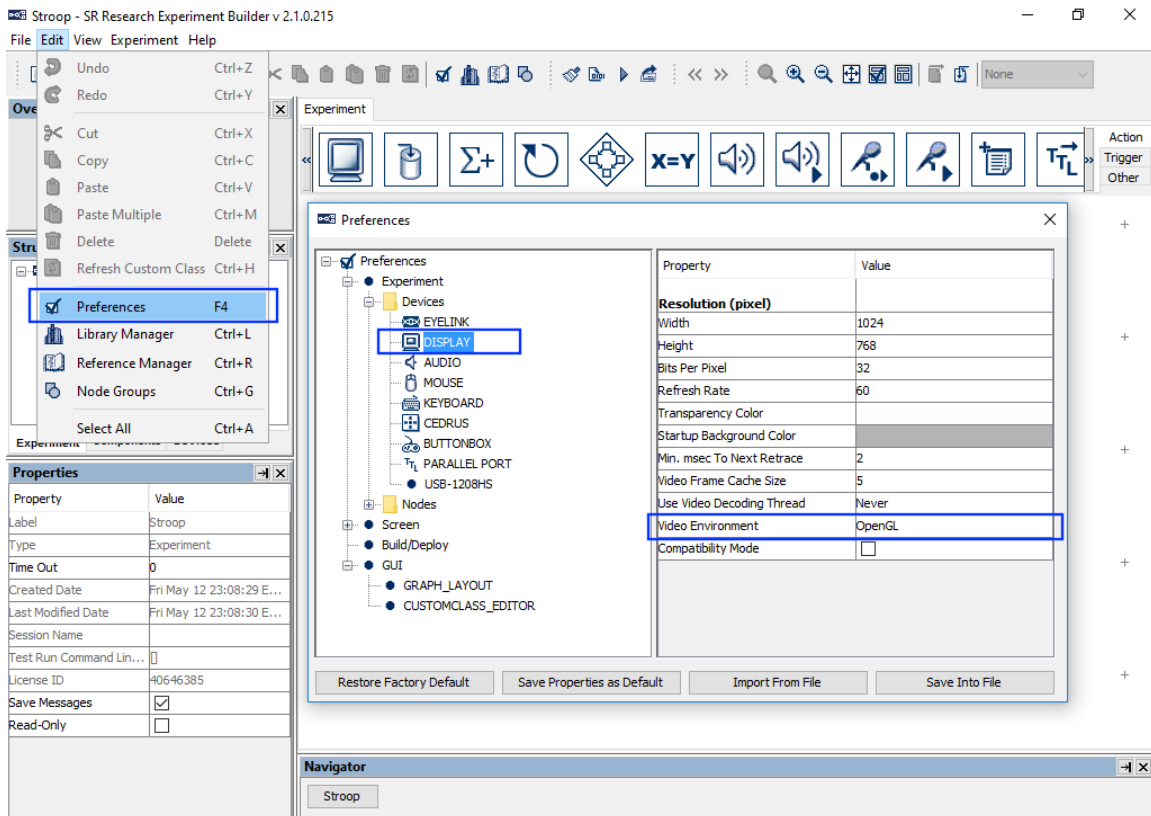 Stroop - SR Research Experiment Builder v 2.1.0.215
File Edit View Experiment Help
Undo Ctrl+Z
Redo Ctrl+Y
Cut Ctrl+X
Copy Ctrl+C
Paste Ctrl+V
Paste Multiple Ctrl+M
Delete Delete
Refresh Custom Class Ctrl+H
Preferences F4
Library Manager Ctrl+L
Reference Manager Ctrl+R
Node Groups Ctrl+G
Select All Ctrl+A
None
Ove
Stru
Experiment
Properties
Property Value
Label Stroop
Type Experiment
Time Out 0
Created Date Fri May 12 23:08:29 E...
Last Modified Date Fri May 12 23:08:30 E...
Session Name
Test Run Command Lin... []
License ID 40646385
Save Messages
Read-Only
Experiment
X=Y
TTL
Action
Trigger
Other
Preferences
Preferences
Experiment
Devices
EYELINK
DISPLAY
AUDIO
MOUSE
KEYBOARD
CEDRUS
BUTTONBOX
TTL PARALLEL PORT
USB-1208HS
Nodes
Screen
Build/Deploy
GUI
GRAPH_LAYOUT
CUSTOMCLASS_EDITOR
Property Value
Resolution (pixel)
Width 1024
Height 768
Bits Per Pixel 32
Refresh Rate 60
Transparency Color
Startup Background Color
Min. msec To Next Retrace 2
Video Frame Cache Size 5
Use Video Decoding Thread Never
Video Environment OpenGL
Compatibility Mode
Restore Factory Default Save Properties as Default Import From File Save Into File
Navigator
Stroop